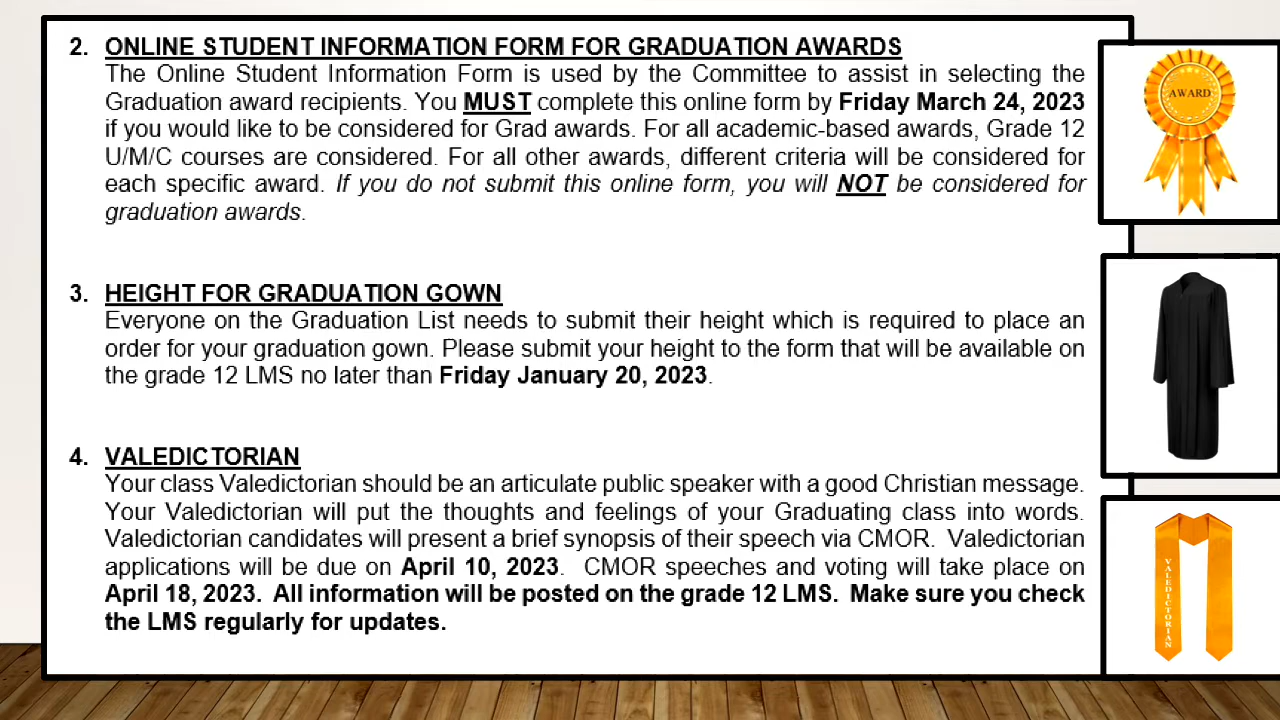 2. ONLINE STUDENT INFORMATION FORM FOR GRADUATION AWARDS
The Online Student Information Form is used by the Committee to assist in selecting the
Graduation award recipients. You MUST complete this online form by Friday March 24, 2023
if you would like to be considered for Grad awards. For all academic-based awards, Grade 12
U/M/C courses are considered. For all other awards, different criteria will be considered for
each specific award. If you do not submit this online form, you will NOT be considered for
graduation awards.
AWARD
3. HEIGHT FOR GRADUATION GOWN
Everyone on the Graduation List needs to submit their height which is required to place an
order for your graduation gown. Please submit your height to the form that will be available on
the grade 12 LMS no later than Friday January 20, 2023.
4. VALEDICTORIAN
Your class Valedictorian should be an articulate public speaker with a good Christian message.
Your Valedictorian will put the thoughts and feelings of your Graduating class into words.
Valedictorian candidates will present a brief synopsis of their speech via CMOR. Valedictorian
applications will be due on April 10, 2023. CMOR speeches and voting will take place on
April 18, 2023. All information will be posted on the grade 12 LMS. Make sure you check
the LMS regularly for updates.
VALEDICTORIAN